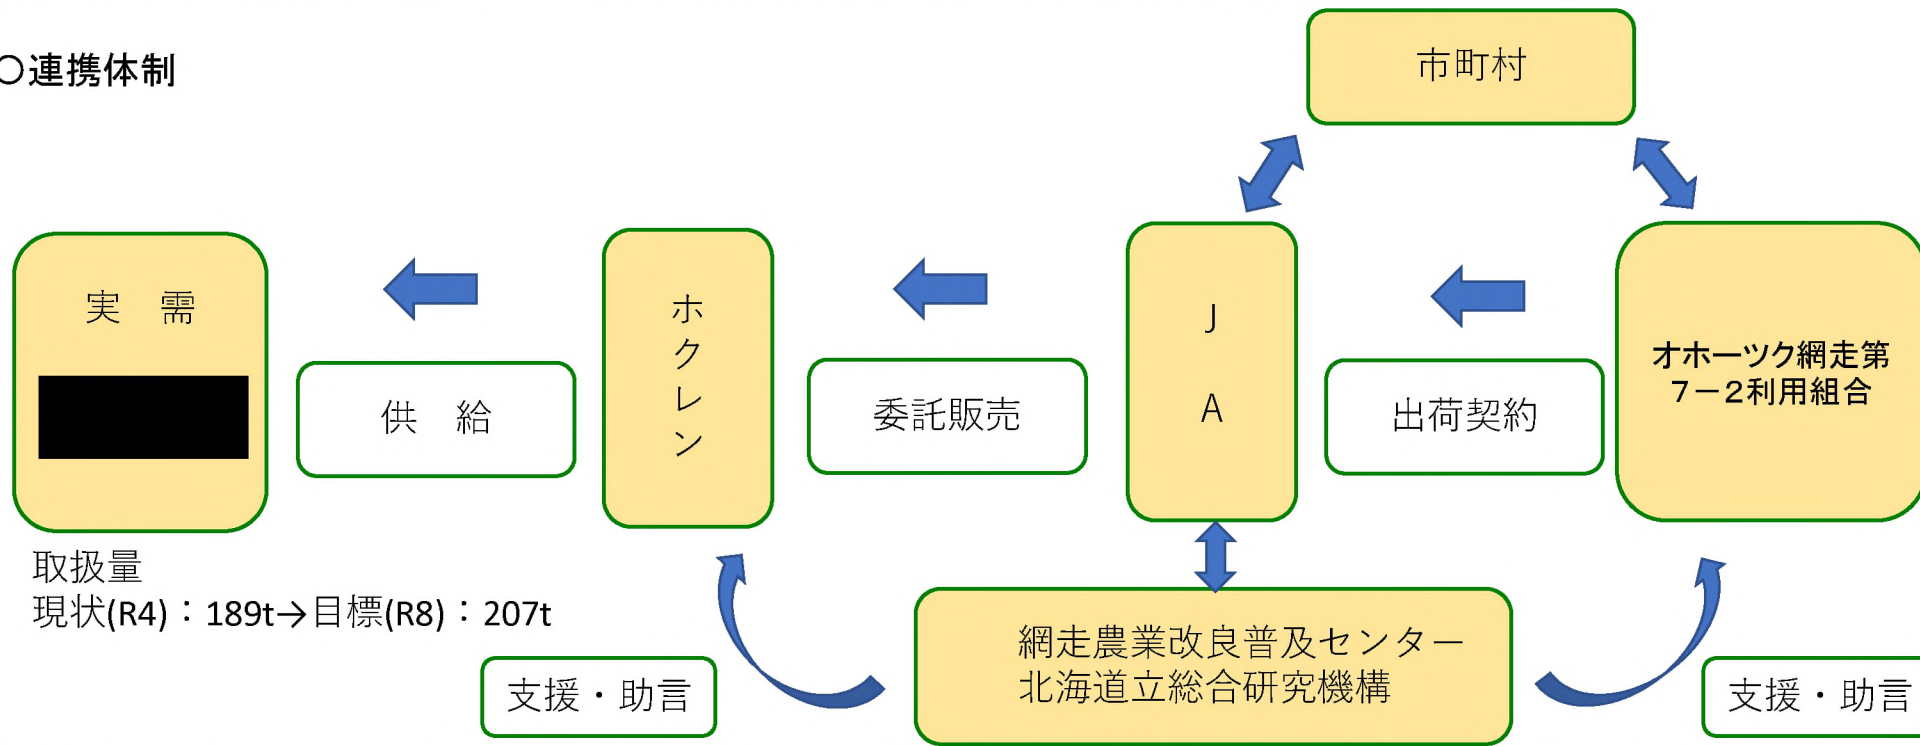 〇連携体制
市町村
実　需
供　給
ホクレン
委託販売
JA
出荷契約
オホーツク網走第
7－2利用組合
取扱量
現状(R4)：189t→目標(R8)：207t
支援・助言
網走農業改良普及センター
北海道立総合研究機構
支援・助言